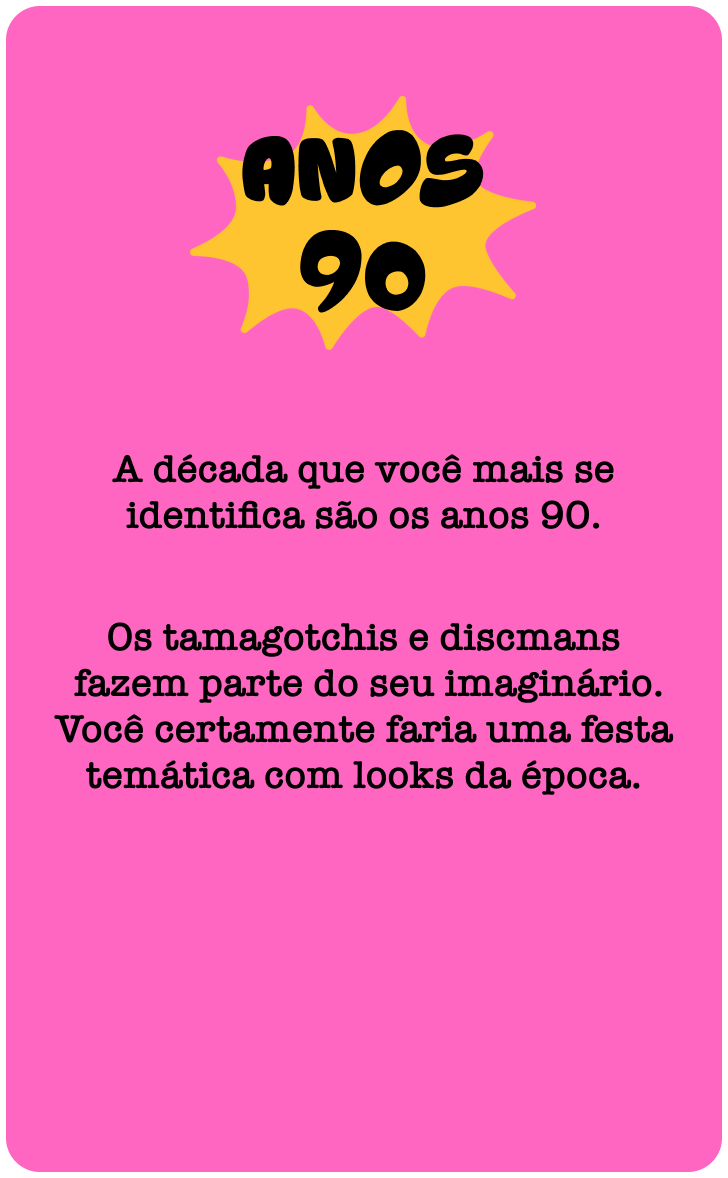 ANOS
90
A década que você mais se
identifica são os anos 90.
Os tamagotchis e discmans
fazem parte do seu imaginário.
Você certamente faria uma festa
temática com looks da época.